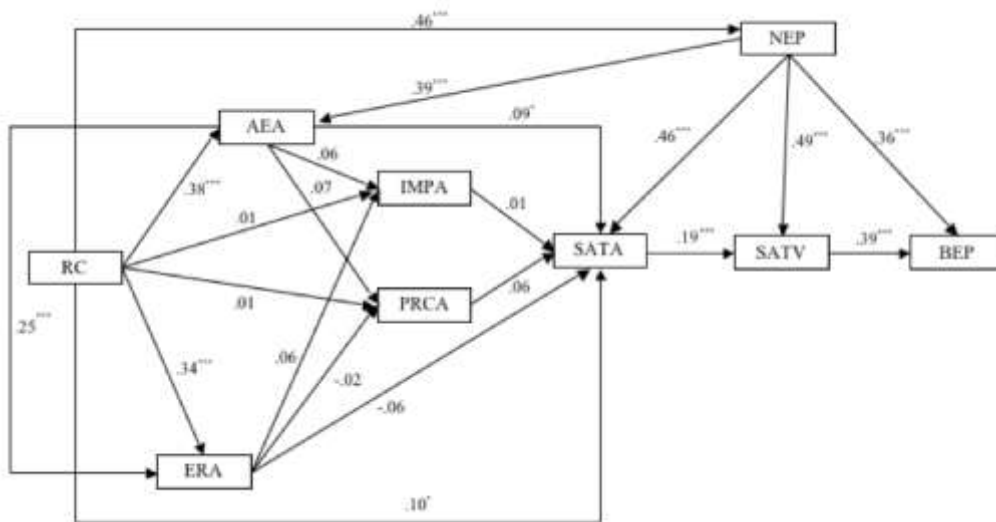 .46***
NEP
.39***
AEA
.09*
.46***
.49***
.36***
.06
IMPA
.07
.38***
.01
.01
SATA
.19***
SATV
.39***
BEP
RC
.01
PRCA
.06
.25***
.34***
.06
-.02
-.06
ERA
.10*